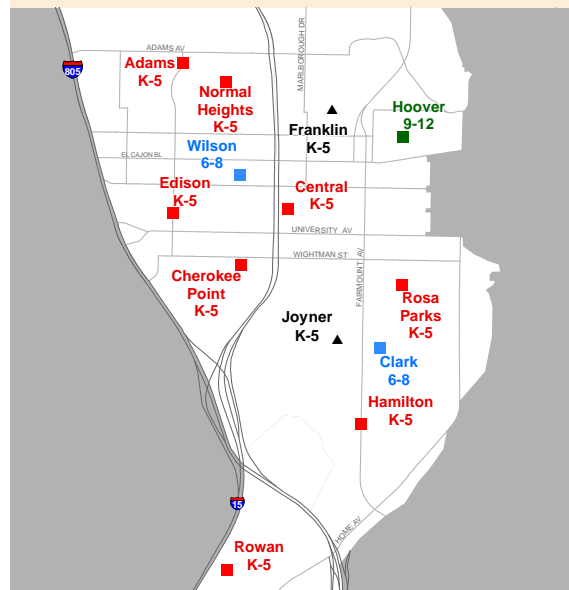 ADAMS AV
MARLBOROUGH DR
805
Adams
K-5
Normal
Heights
K-5
Hoover
9-12
Franklin
K-5
Wilson
6-8
EL CAJON BL
Edison
K-5
Central
K-5
UNIVERSITY AV
WIGHTMAN ST
FAIRMOUNT AV
Cherokee
Point
K-5
Rosa
Parks
K-5
Joyner
K-5
Clark
6-8
Hamilton
K-5
15
HOME AV
Rowan
K-5